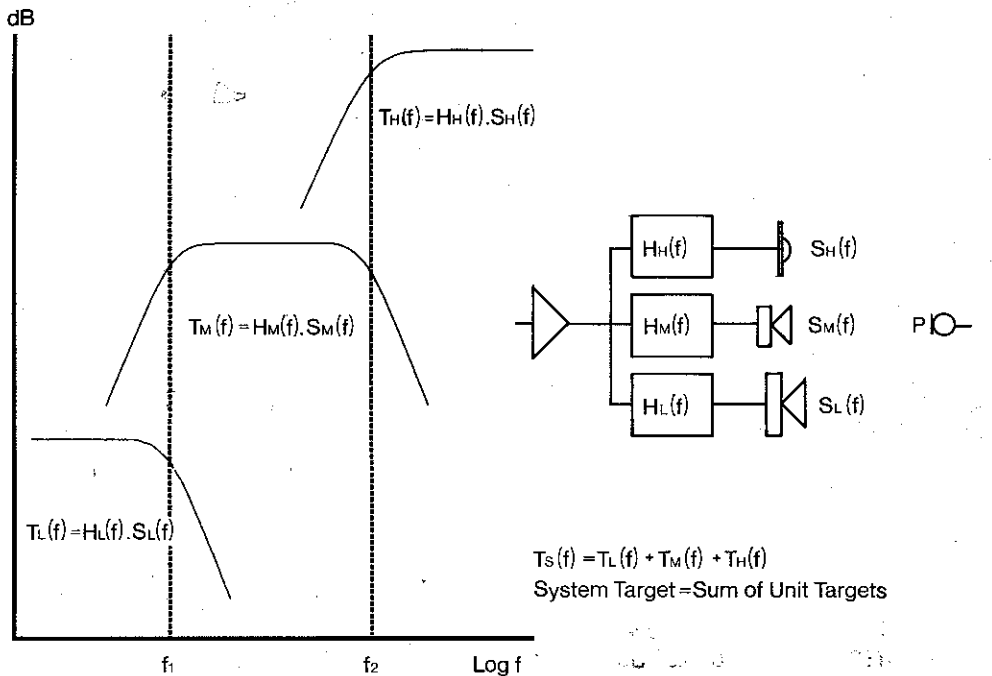 dB
TH(f)=HH(f).SH(f)
TM(f)=HM(f).SM(f)
TL(f)=HL(f).SL(f)
f1
f2
Log f
HH(f)
SH(f)
HM(f)
SM(f)
P
HL(f)
SL(f)
TS(f)=TL(f)+TM(f)+TH(f)
System Target=Sum of Unit Targets